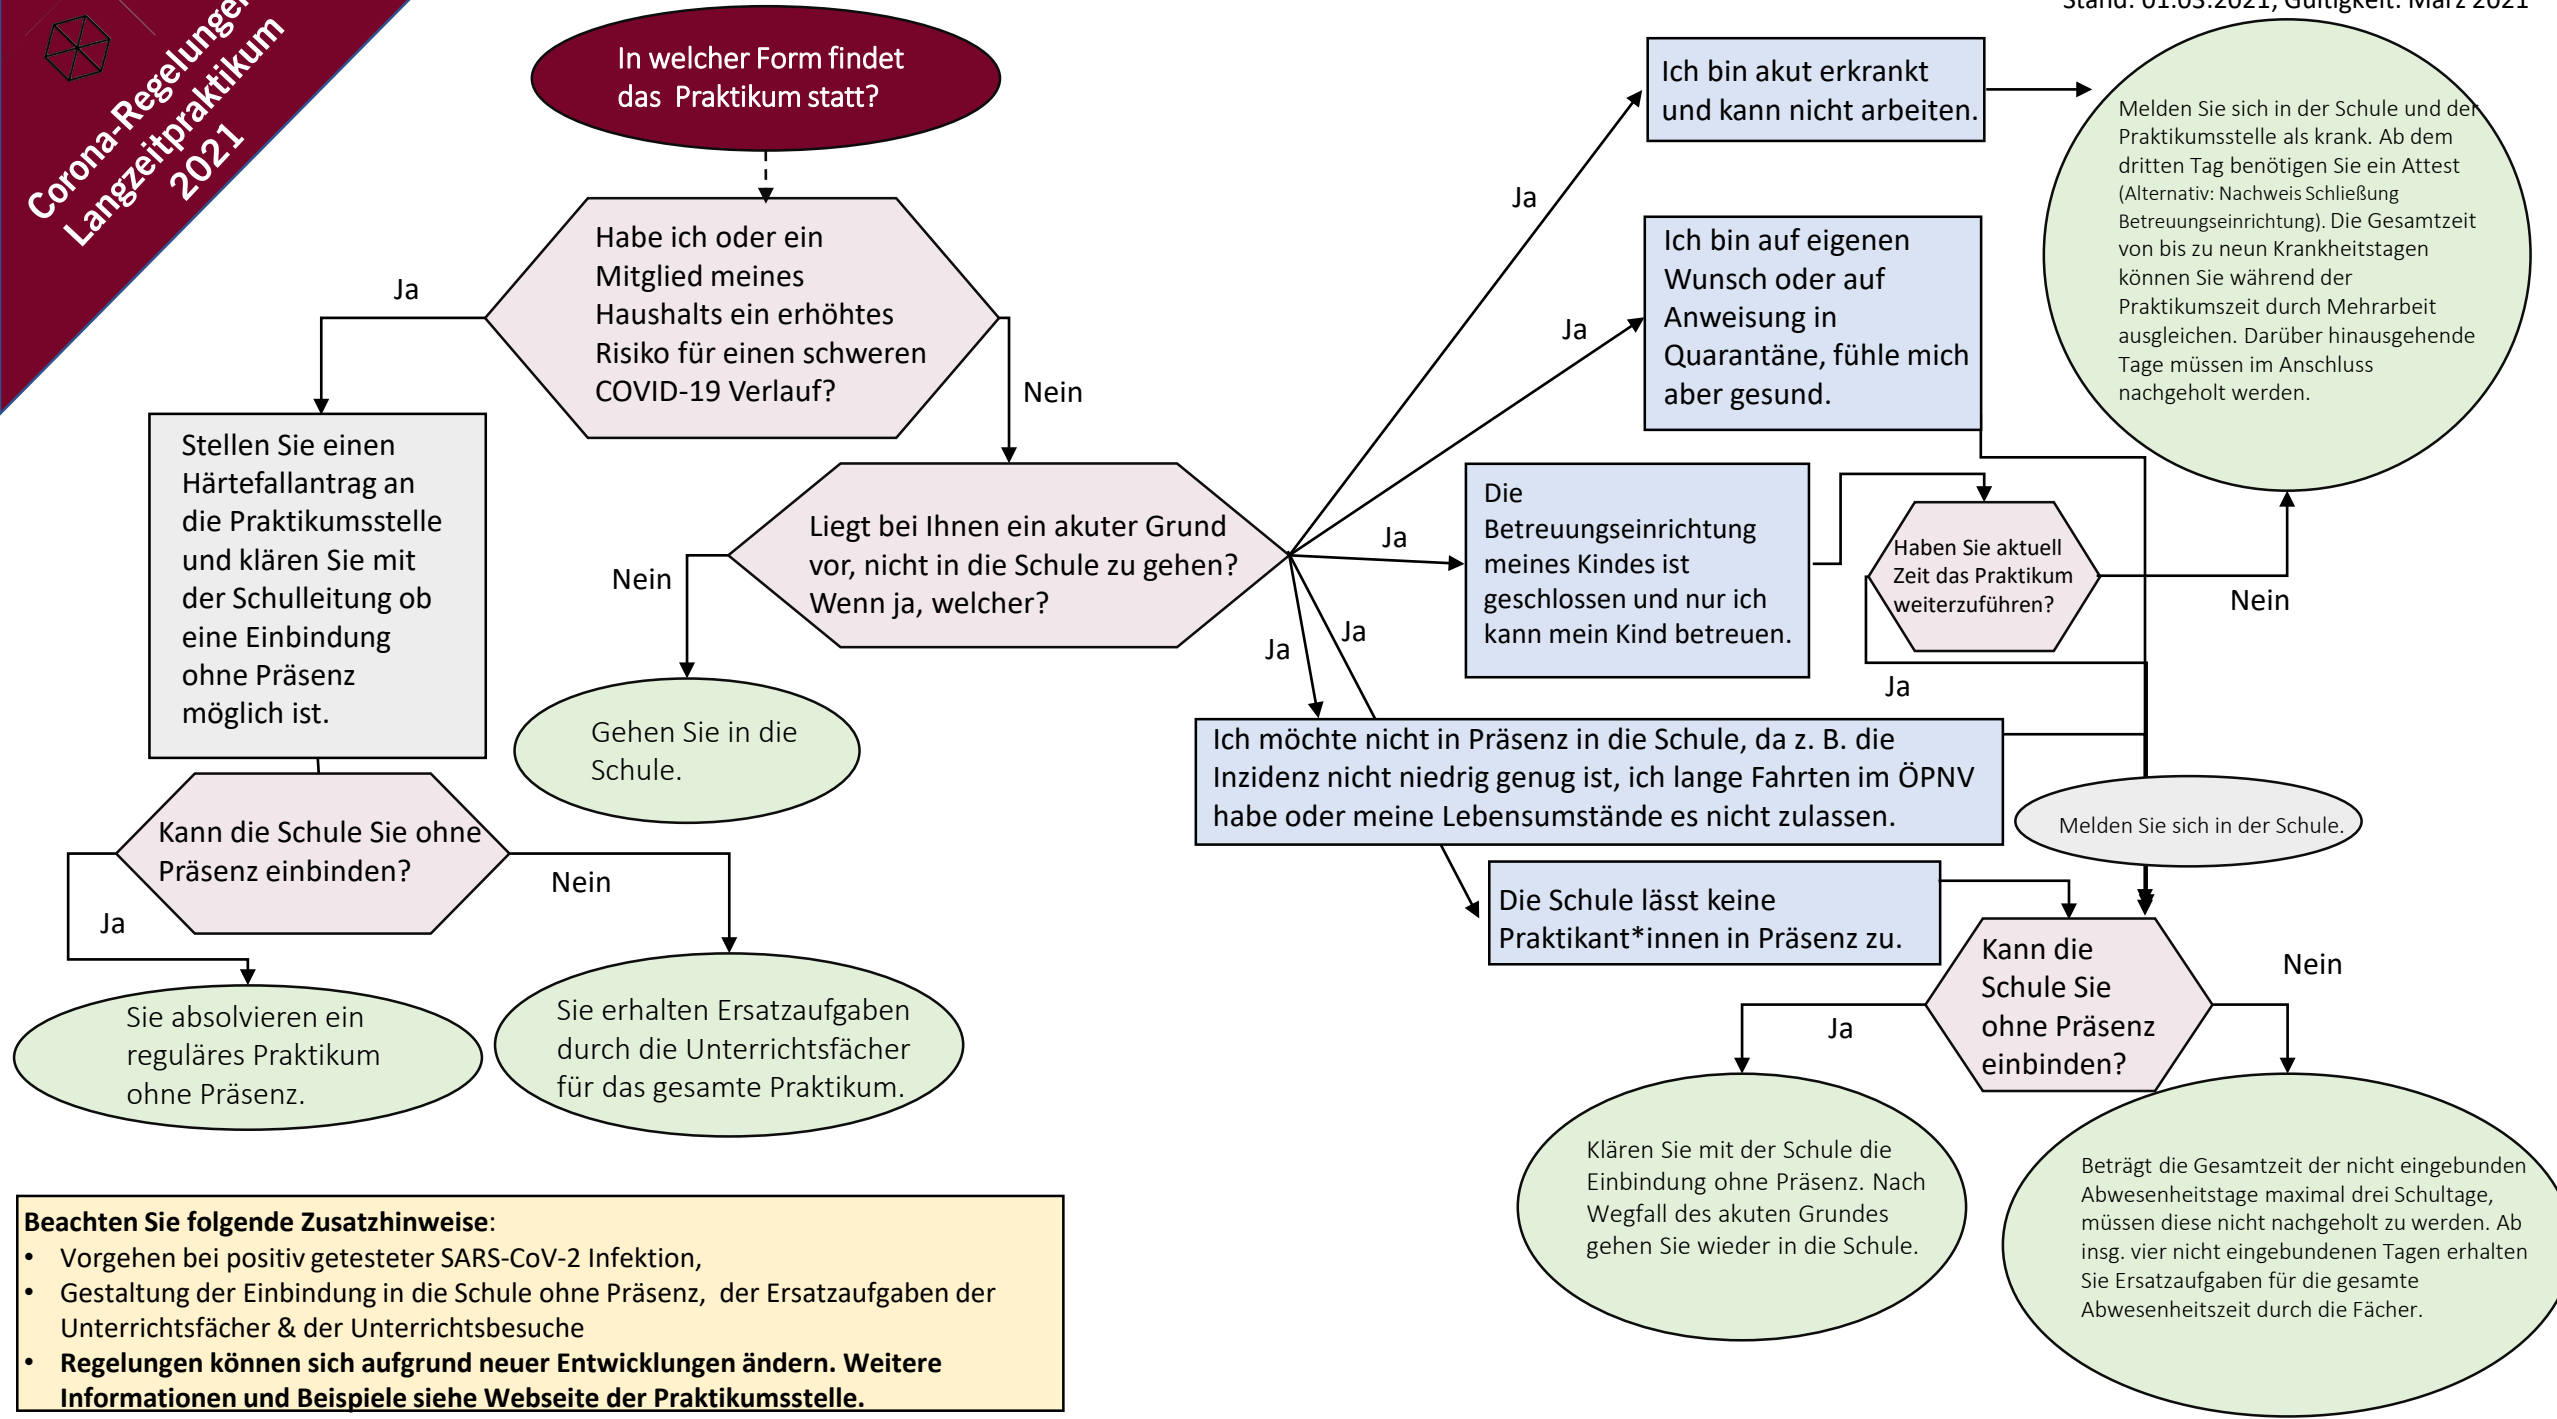 Corona-Regelungen
Langzeitpraktikum
2021
Stand: 01.03.2021, Gültigkeit: März 2021
In welcher Form findet
das Praktikum statt?
Habe ich oder ein
Mitglied meines
Haushalts ein erhöhtes
Risiko für einen schweren
COVID-19 Verlauf?
Ja
Nein
Stellen Sie einen
Härtefallantrag an
die Praktikumsstelle
und klären Sie mit
der Schulleitung ob
eine Einbindung
ohne Präsenz
möglich ist.
Kann die Schule Sie ohne
Präsenz einbinden?
Ja
Nein
Sie absolvieren ein
reguläres Praktikum
ohne Präsenz.
Sie erhalten Ersatzaufgaben
durch die Unterrichtsfächer
für das gesamte Praktikum.
Liegt bei Ihnen ein akuter Grund
vor, nicht in die Schule zu gehen?
Wenn ja, welcher?
Nein
Gehen Sie in die
Schule.
Ja
Ich bin akut erkrankt
und kann nicht arbeiten.
Melden Sie sich in der Schule und der
Praktikumsstelle als krank. Ab dem
dritten Tag benötigen Sie ein Attest
(Alternativ: Nachweis Schließung
Betreuungseinrichtung). Die Gesamtzeit
von bis zu neun Krankheitstagen
können Sie während der
Praktikumszeit durch Mehrarbeit
ausgleichen. Darüber hinausgehende
Tage müssen im Anschluss
nachgeholt werden.
Ja
Ich bin auf eigenen
Wunsch oder auf
Anweisung in
Quarantäne, fühle mich
aber gesund.
Ja
Die
Betreuungseinrichtung
meines Kindes ist
geschlossen und nur ich
kann mein Kind betreuen.
Haben Sie aktuell
Zeit das Praktikum
weiterzuführen?
Nein
Ja
Ja
Ja
Ich möchte nicht in Präsenz in die Schule, da z. B. die
Inzidenz nicht niedrig genug ist, ich lange Fahrten im ÖPNV
habe oder meine Lebensumstände es nicht zulassen.
Melden Sie sich in der Schule.
Die Schule lässt keine
Praktikant*innen in Präsenz zu.
Kann die
Schule Sie
ohne Präsenz
einbinden?
Ja
Nein
Klären Sie mit der Schule die
Einbindung ohne Präsenz. Nach
Wegfall des akuten Grundes
gehen Sie wieder in die Schule.
Beträgt die Gesamtzeit der nicht eingebunden
Abwesenheitstage maximal drei Schultage,
müssen diese nicht nachgeholt zu werden. Ab
insg. vier nicht eingebundenen Tagen erhalten
Sie Ersatzaufgaben für die gesamte
Abwesenheitszeit durch die Fächer.
Beachten Sie folgende Zusatzhinweise:
• Vorgehen bei positiv getesteter SARS-CoV-2 Infektion,
• Gestaltung der Einbindung in die Schule ohne Präsenz, der Ersatzaufgaben der
Unterrichtsfächer & der Unterrichtsbesuche
• Regelungen können sich aufgrund neuer Entwicklungen ändern. Weitere
Informationen und Beispiele siehe Webseite der Praktikumsstelle.